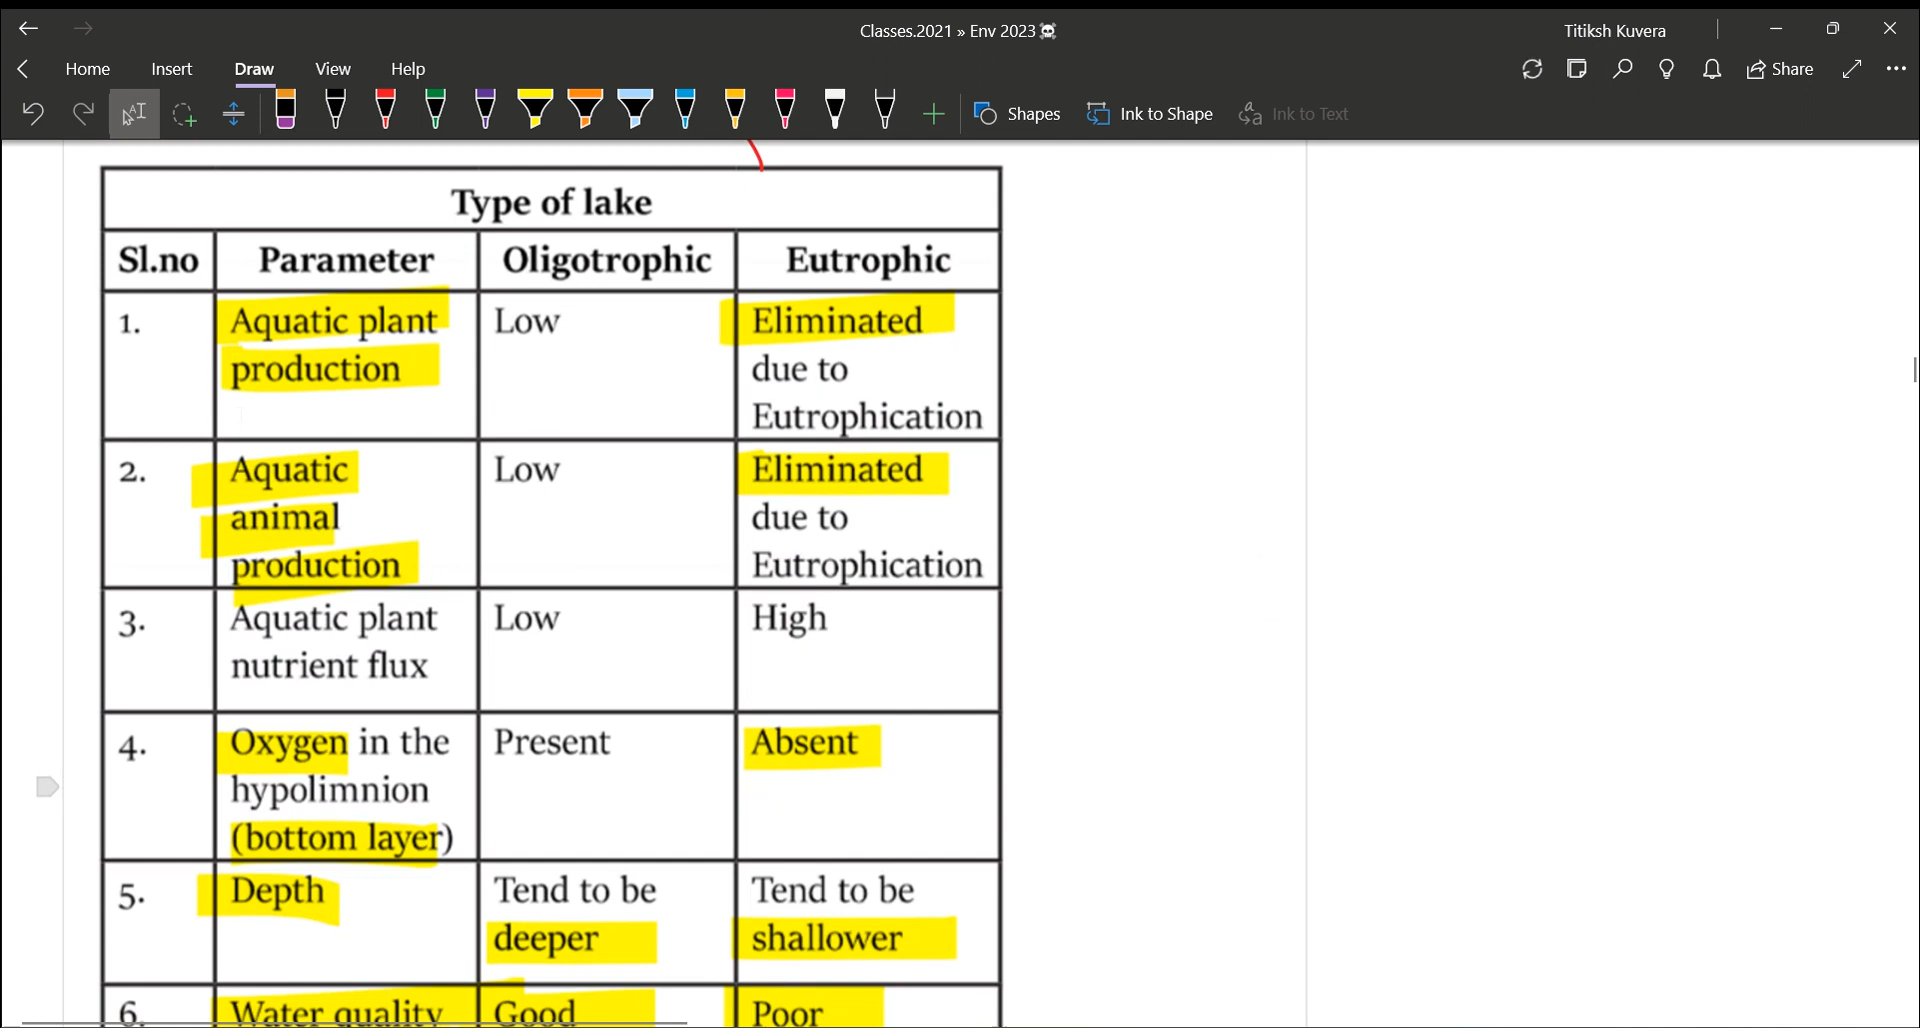 Classes.2021 » Env 2023☠
Titiksh Kuvera
Home Insert Draw View Help
Share
Shapes Ink to Shape Ink to Text
Type of lake
Sl.no Parameter Oligotrophic Eutrophic
1. Aquatic plant Low Eliminated
production due to
Eutrophication
2. Aquatic Low Eliminated
animal due to
production Eutrophication
3. Aquatic plant Low High
nutrient flux
4. Oxygen in the Present Absent
hypolimnion
(bottom layer)
5. Depth Tend to be Tend to be
deeper shallower
6. Water quality Good Poor